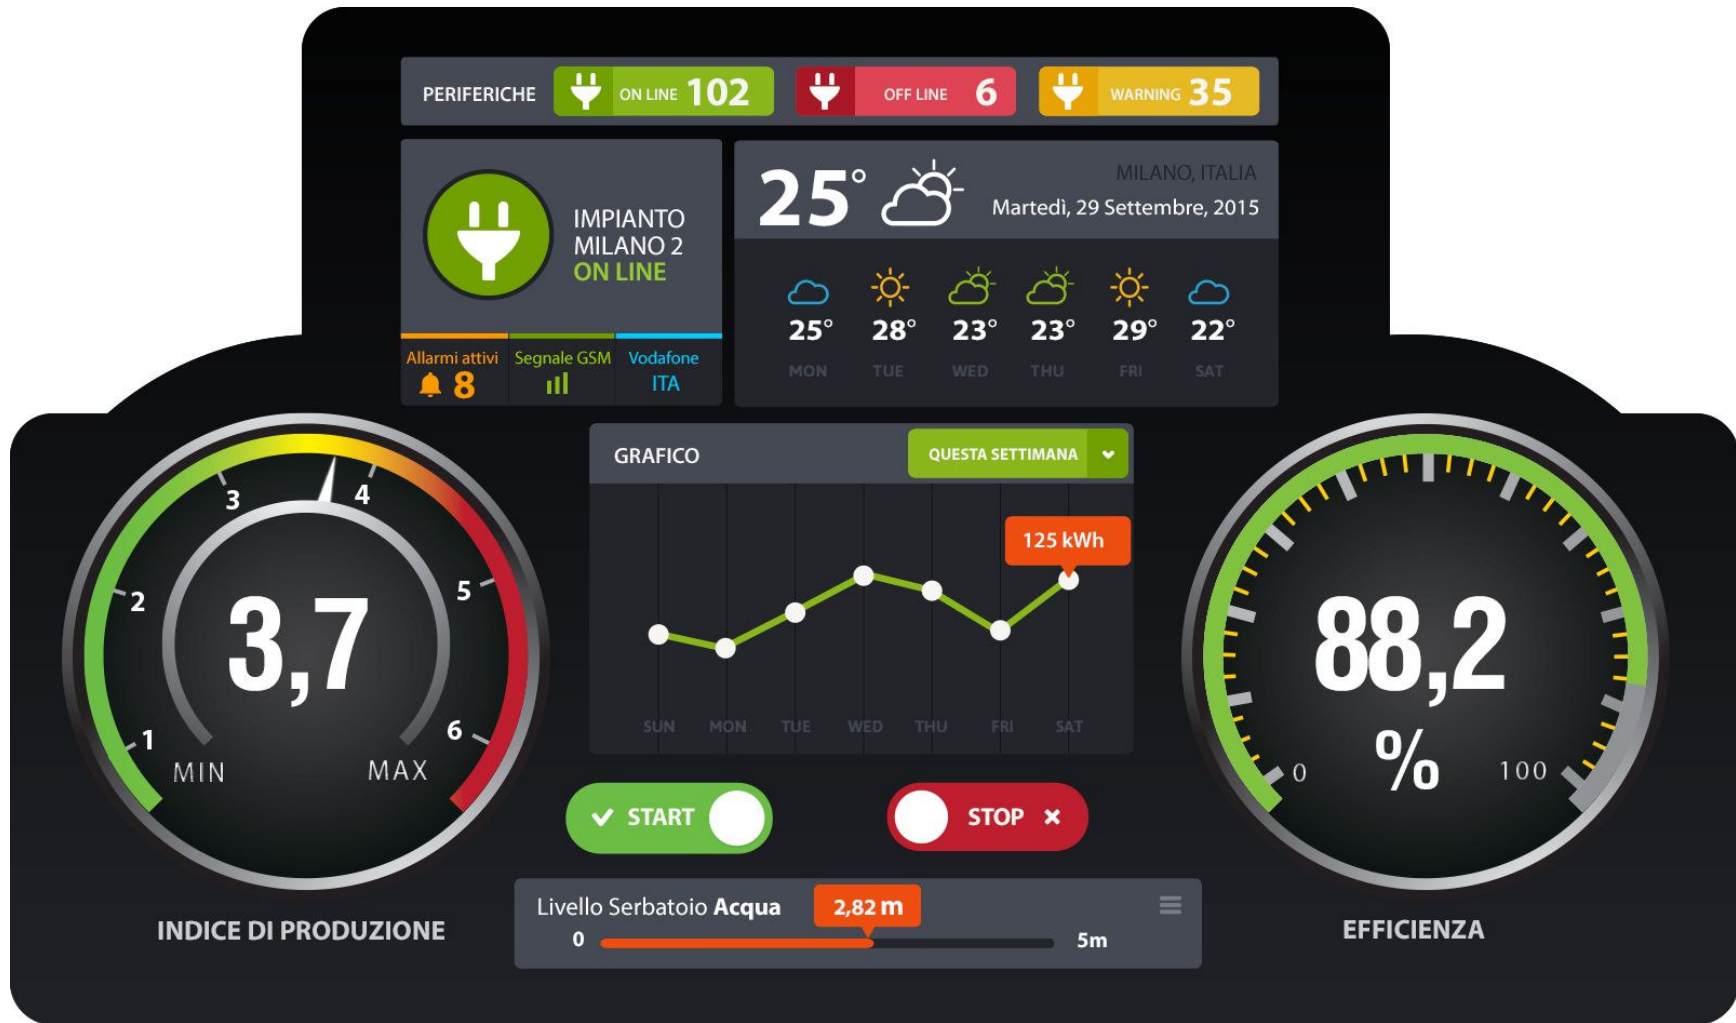 PERIFERICHE
ON LINE 102
OFF LINE 6
WARNING 35
IMPIANTO
MILANO 2
ON LINE
Allarmi attivi
8
Segnale GSM
Vodafone
ITA
25°
MILANO, ITALIA
Martedì, 29 Settembre, 2015
25° 28° 23° 23° 29° 22°
MON TUE WED THU FRI SAT
GRAFICO
QUESTA SETTIMANA
125 kWh
SUN MON TUE WED THU FRI SAT
1
2
3
4
5
6
3,7
MIN MAX
INDICE DI PRODUZIONE
START
STOP
Livello Serbatoio Acqua
2,82 m
0 5m
88,2
%
0 100
EFFICIENZA